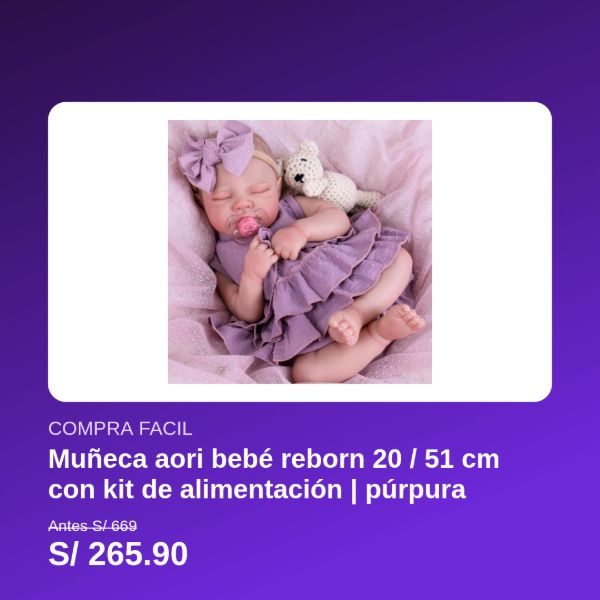 COMPRA FACIL
Muñeca aori bebé reborn 20 / 51 cm
con kit de alimentación | púrpura
Antes S/ 669
S/ 265.90